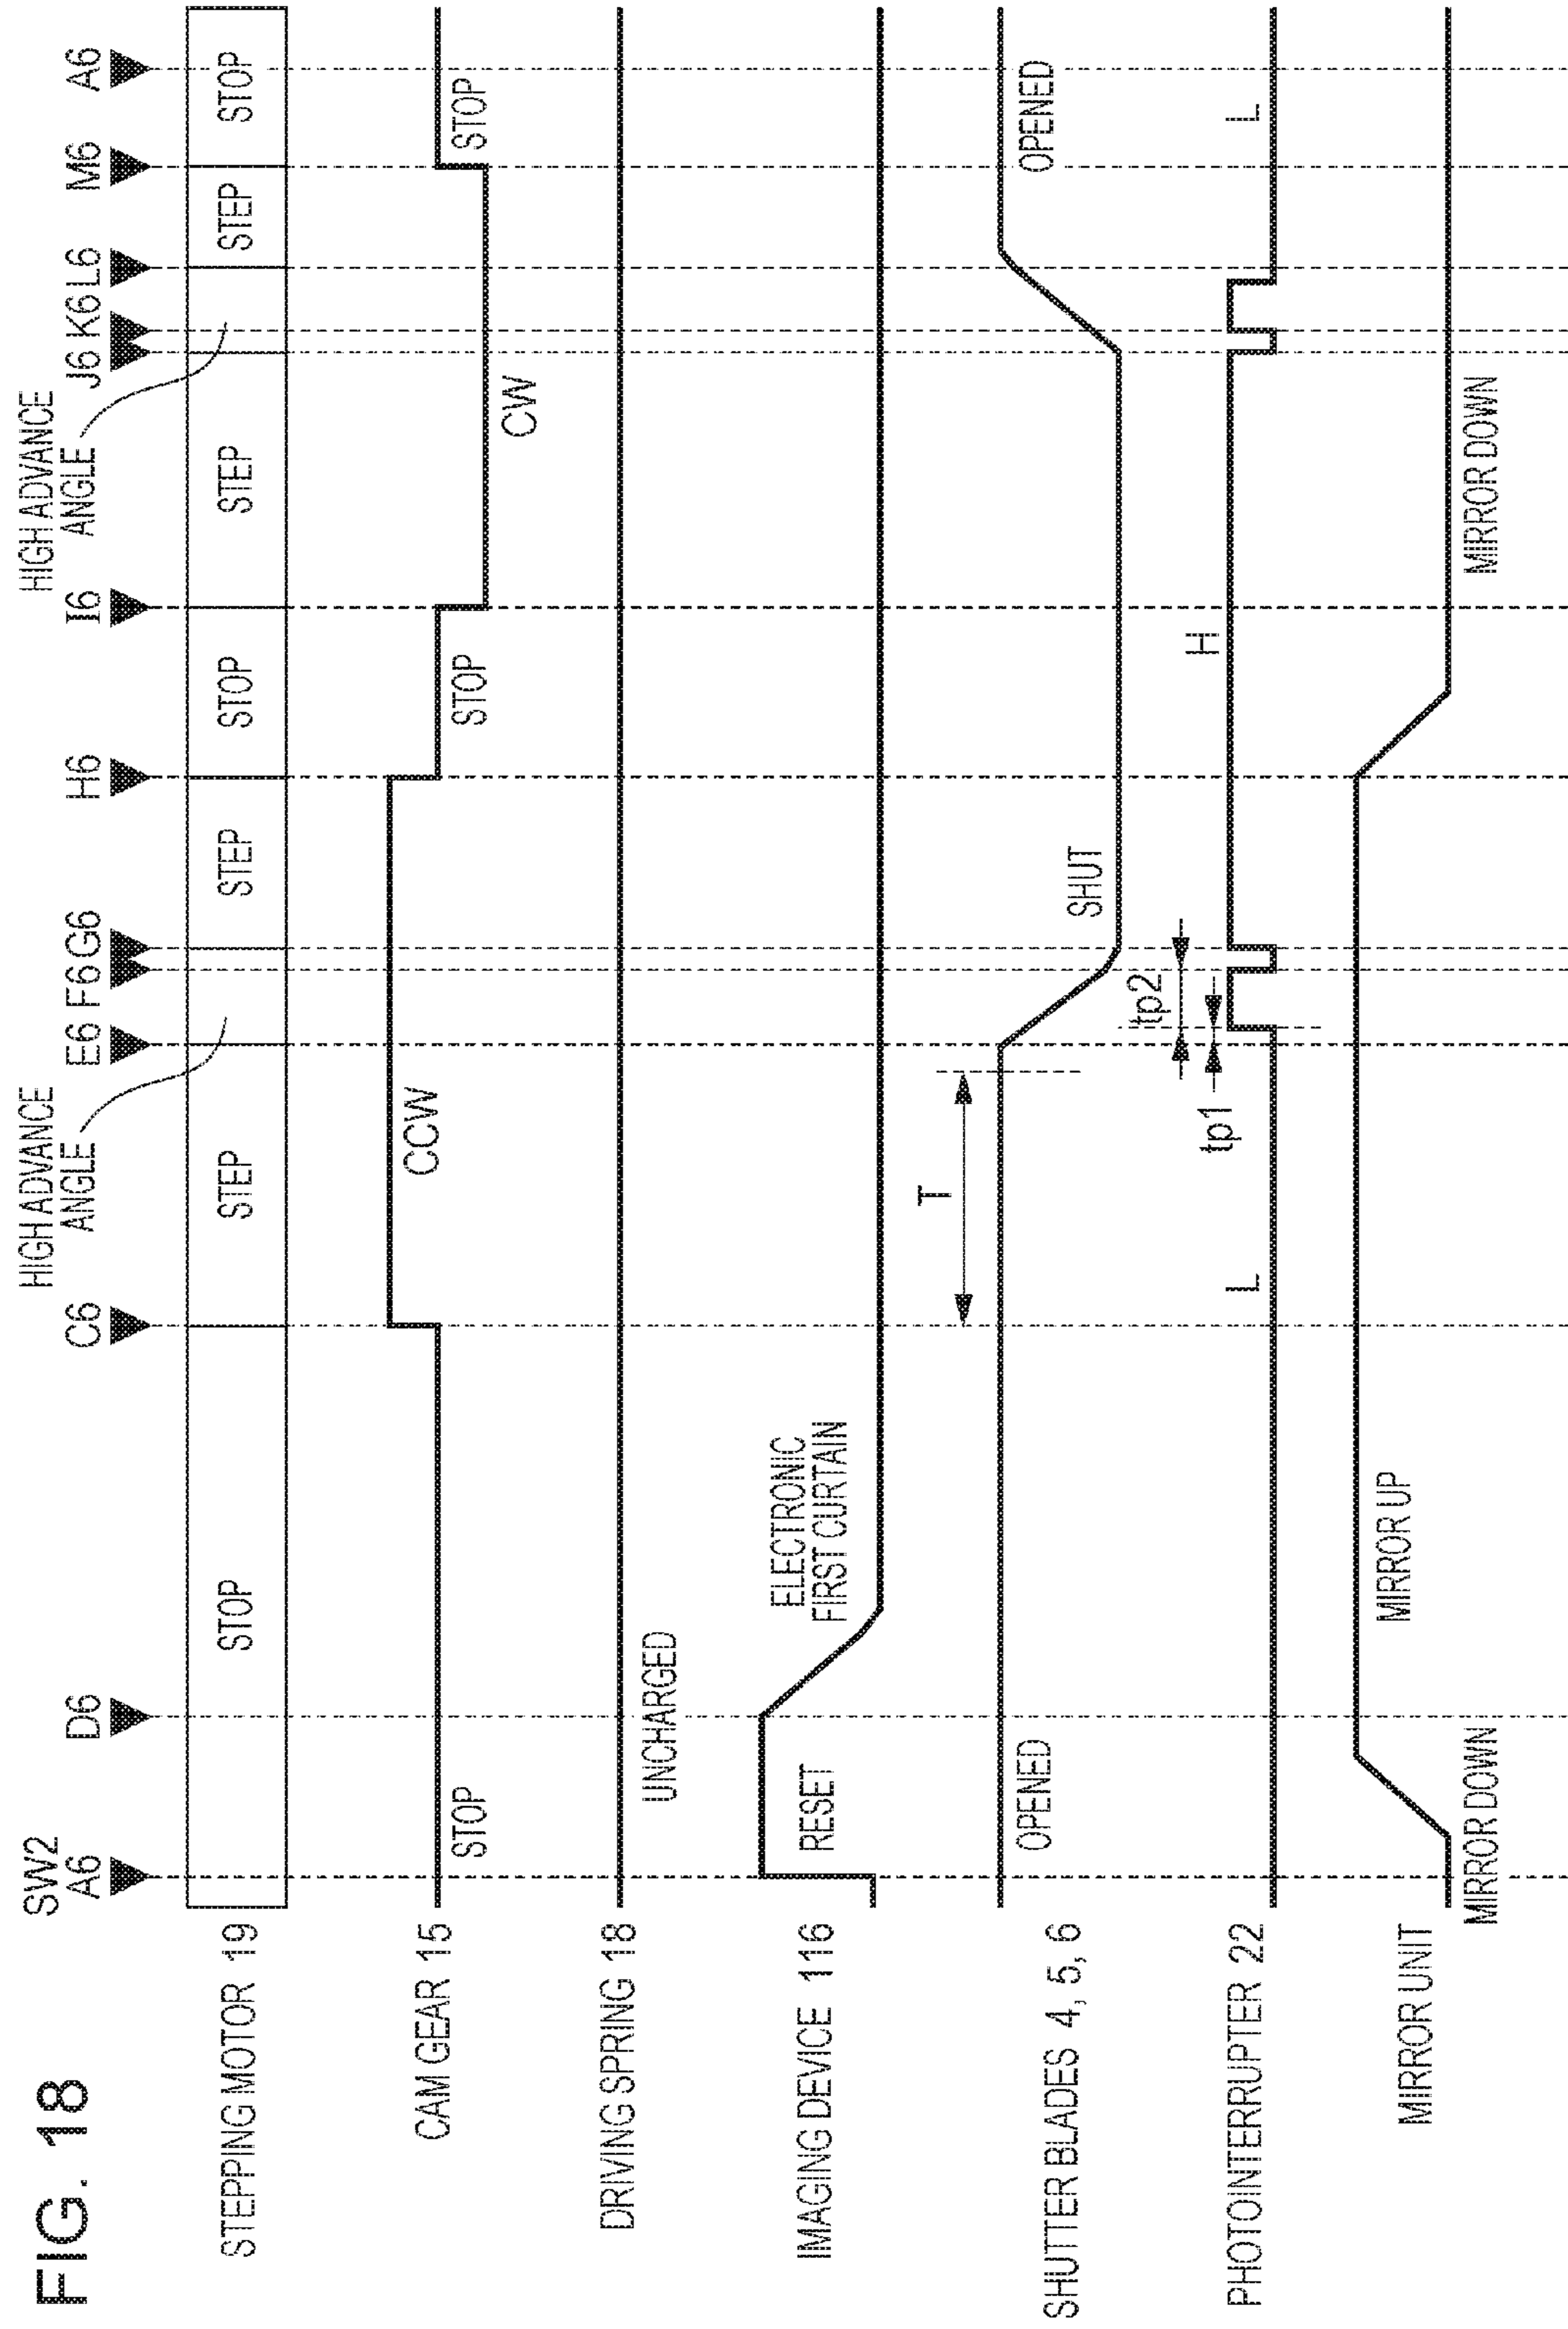 FIG. 18
SW2
A6
D6
C6
HIGH ADVANCE
ANGLE
E6
F6
G6
H6
I6
HIGH ADVANCE
ANGLE
J6
K6
L6
M6
A6
STEPPING MOTOR 19
STOP
STEP
STEP
STOP
STEP
STEP
STOP
CAM GEAR 15
STOP
CCW
STOP
CW
STOP
DRIVING SPRING 18
UNCHARGED
IMAGING DEVICE 116
RESET
ELECTRONIC
FIRST CURTAIN
SHUTTER BLADES 4, 5, 6
OPENED
T
SHUT
OPENED
PHOTOINTERRUPTER 22
L
tp1
tp2
H
L
MIRROR UNIT
MIRROR DOWN
MIRROR UP
MIRROR DOWN